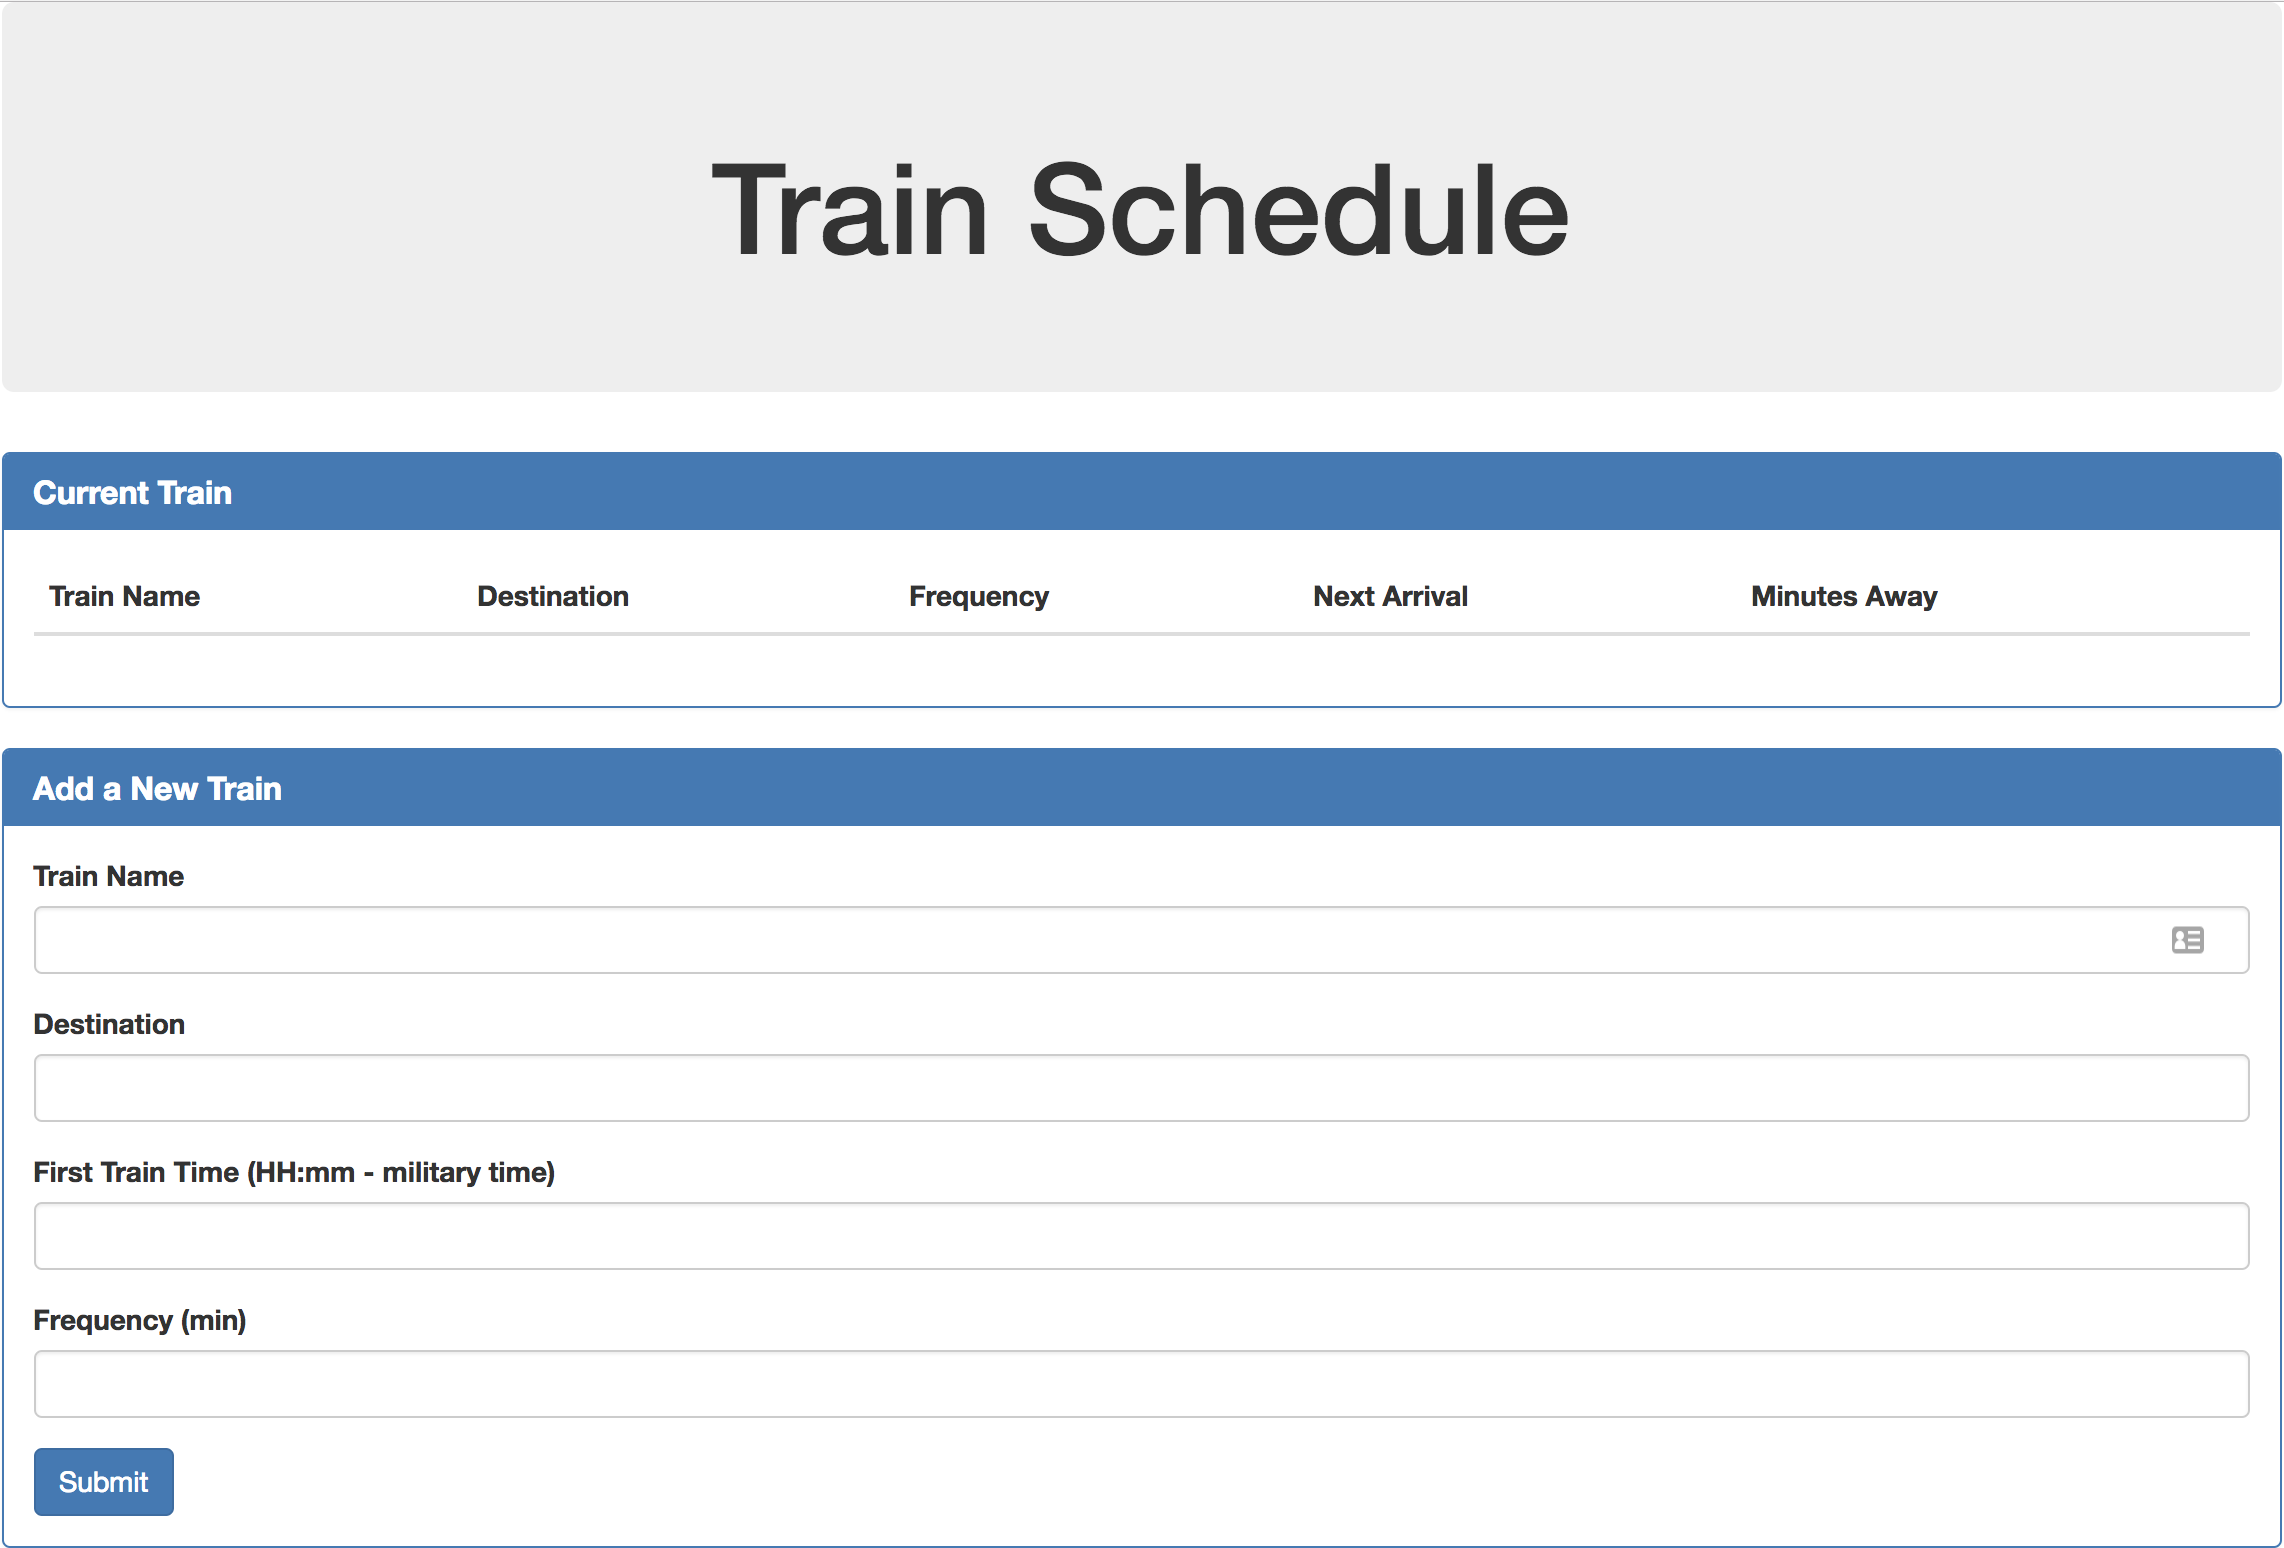 Train Schedule
Current Train
Train Name Destination Frequency Next Arrival Minutes Away
Add a New Train
Train Name
Destination
First Train Time (HH:mm - military time)
Frequency (min)
Submit